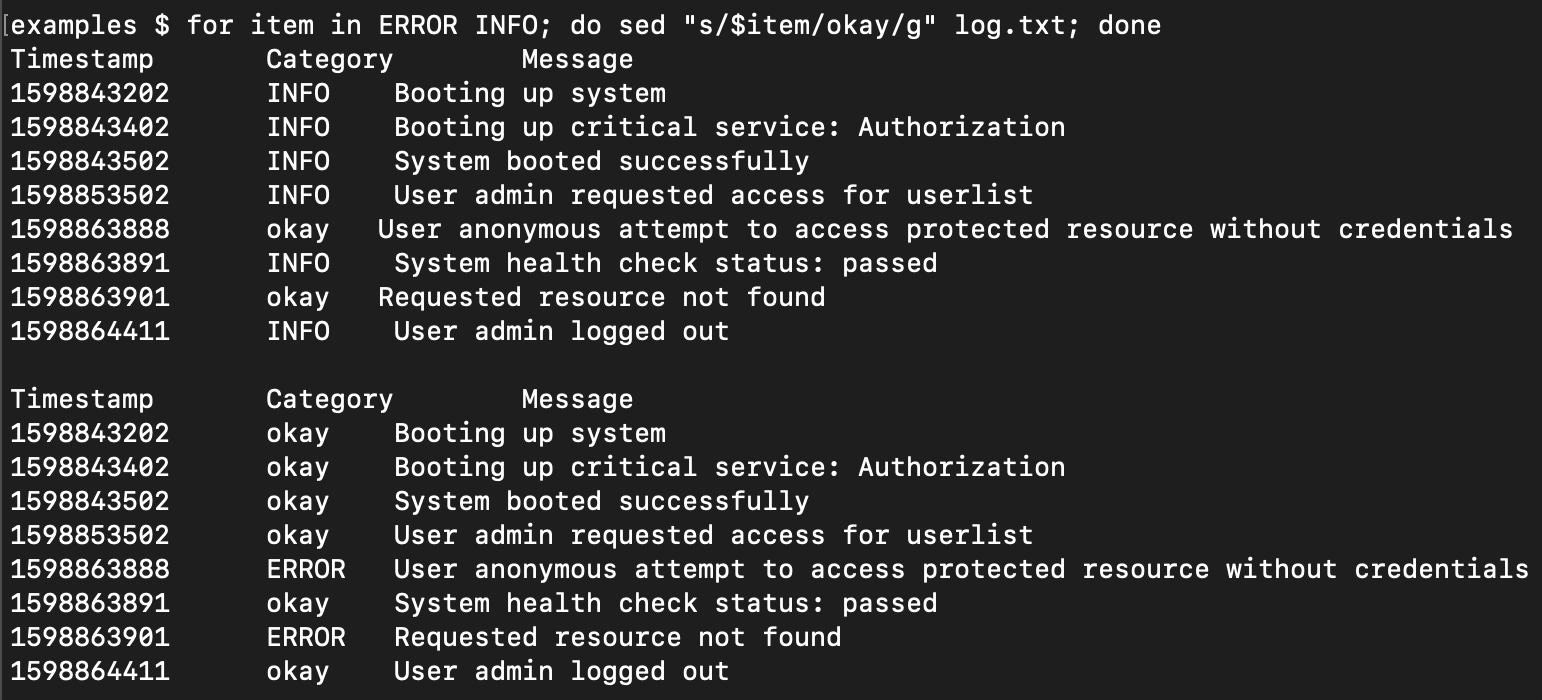 [examples $ for item in ERROR INFO; do sed "s/$item/okay/g" log.txt; done
Timestamp       Category        Message
1598843202      INFO    Booting up system
1598843402      INFO    Booting up critical service: Authorization
1598843502      INFO    System booted successfully
1598853502      INFO    User admin requested access for userlist
1598863888      okay   User anonymous attempt to access protected resource without credentials
1598863891      INFO    System health check status: passed
1598863901      okay   Requested resource not found
1598864411      INFO    User admin logged out

Timestamp       Category        Message
1598843202      okay    Booting up system
1598843402      okay    Booting up critical service: Authorization
1598843502      okay    System booted successfully
1598853502      okay    User admin requested access for userlist
1598863888      ERROR   User anonymous attempt to access protected resource without credentials
1598863891      okay    System health check status: passed
1598863901      ERROR   Requested resource not found
1598864411      okay    User admin logged out